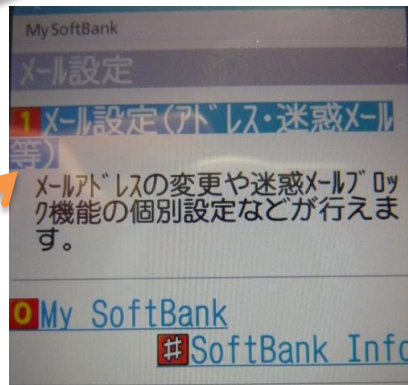 My SoftBank
メール設定
1 メール設定(アドレス・迷惑メール
等)
メールアドレスの変更や迷惑メールブロッ
ク機能の個別設定などが行えま
す。
0 My SoftBank
# SoftBank Info